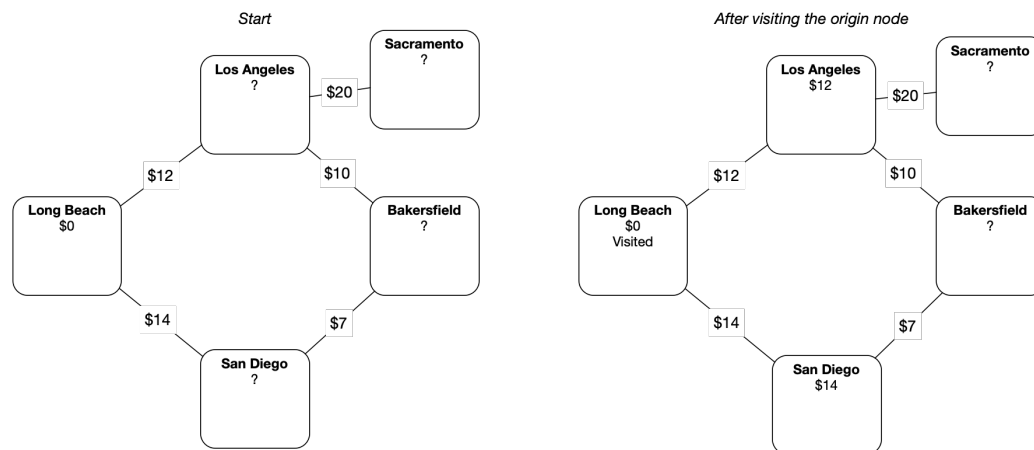 Start
Los Angeles
?
$20
Sacramento
?
$12
$10
Long Beach
$0
Bakersfield
?
$14
$7
San Diego
?
After visiting the origin node
Los Angeles
$12
$20
Sacramento
?
$12
$10
Long Beach
$0
Visited
Bakersfield
?
$14
$7
San Diego
$14